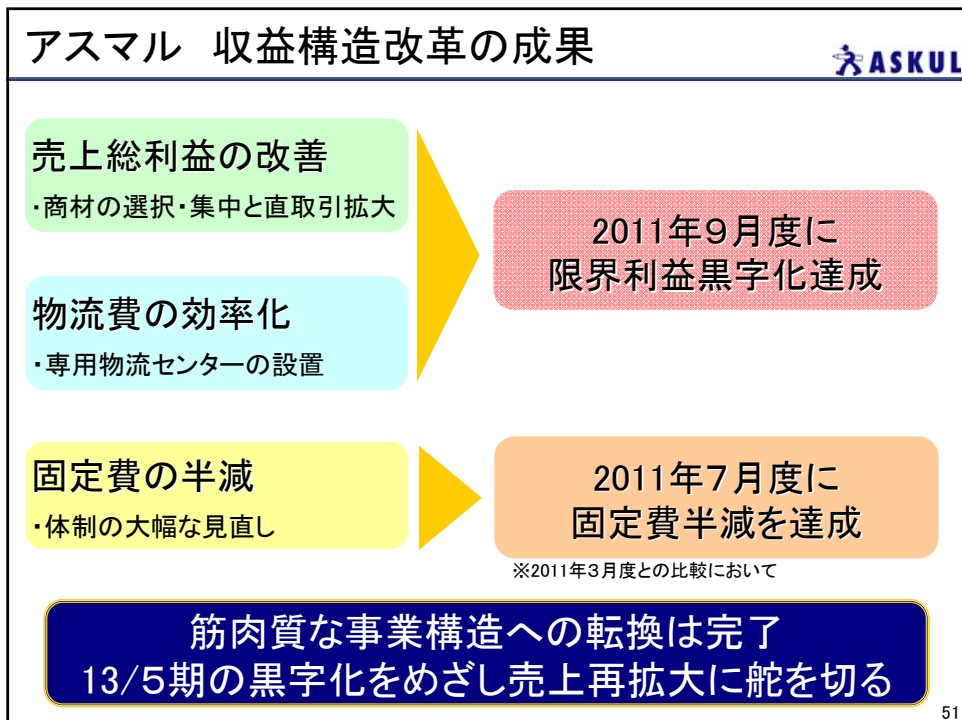 アスマル　収益構造改革の成果
ASKUL
売上総利益の改善
・商材の選択・集中と直取引拡大
物流費の効率化
・専用物流センターの設置
2011年９月度に
限界利益黒字化達成
固定費の半減
・体制の大幅な見直し
2011年７月度に
固定費半減を達成
※2011年３月度との比較において
筋肉質な事業構造への転換は完了
13/５期の黒字化をめざし売上再拡大に舵を切る
51